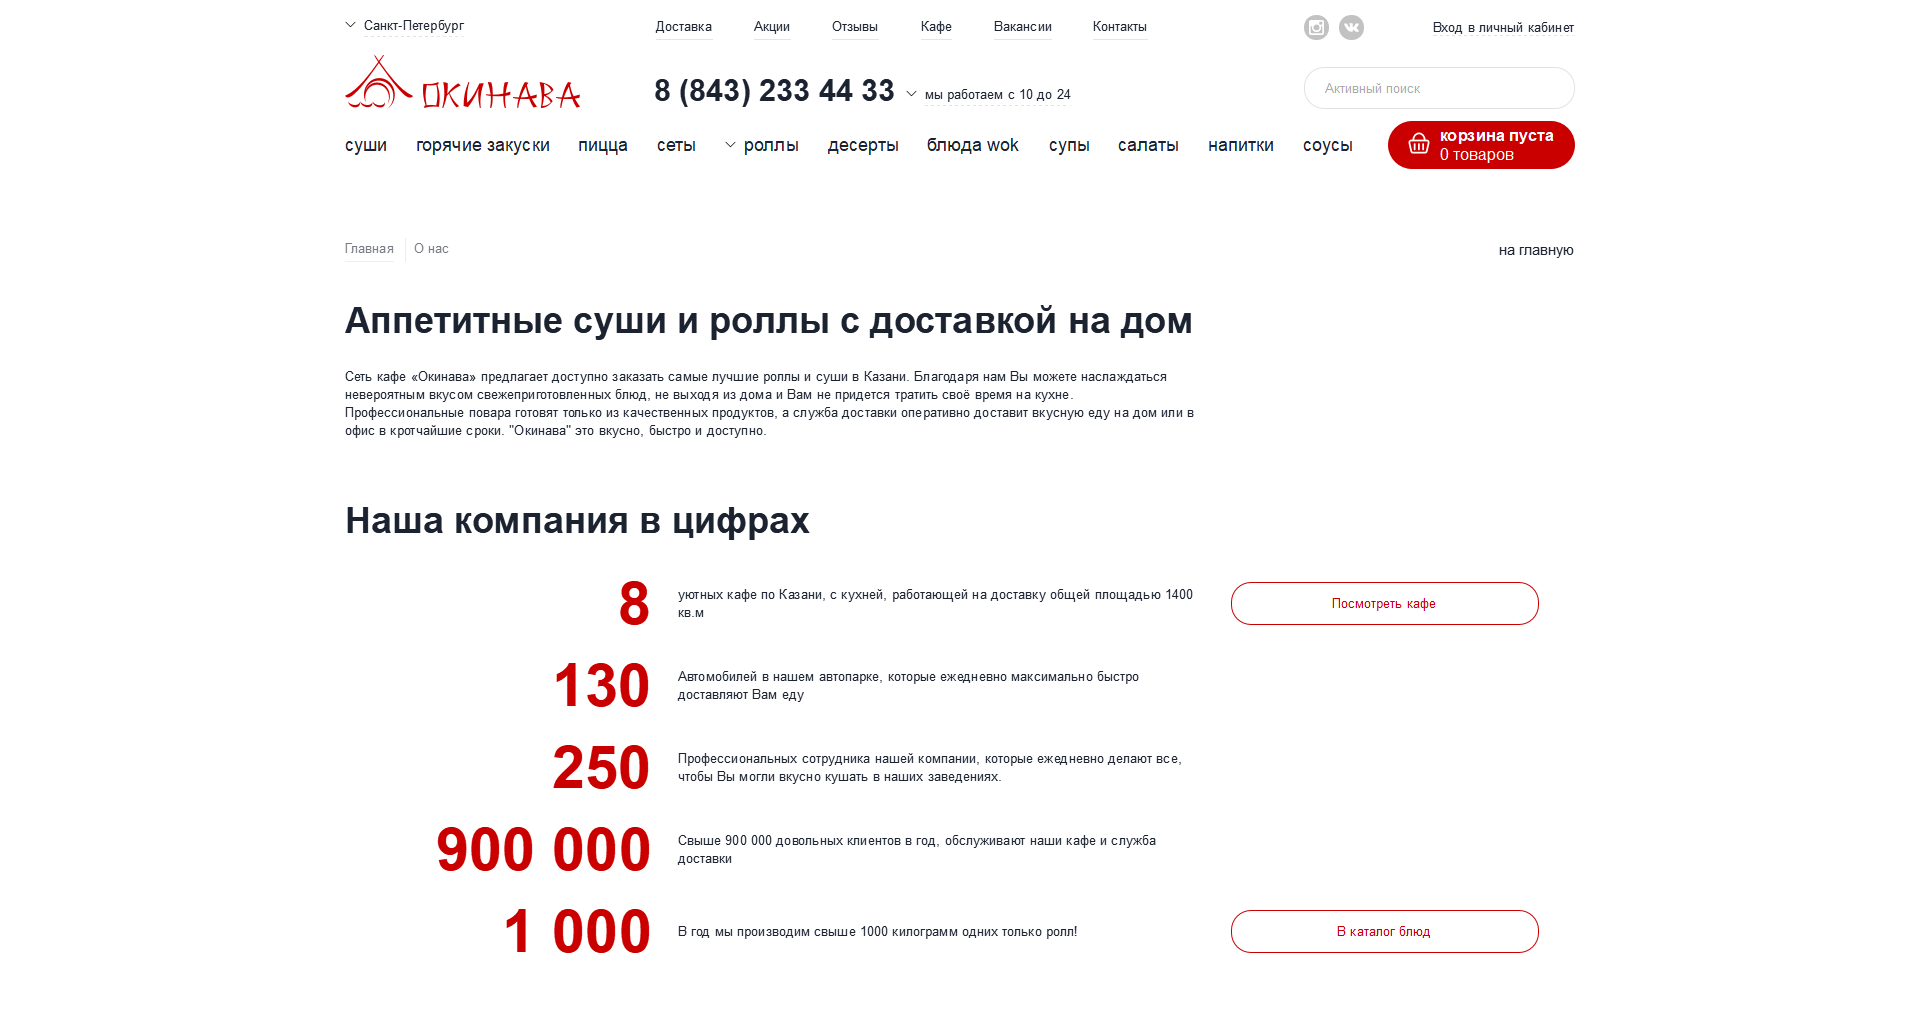 Санкт-Петербург
Доставка
Акции
Отзывы
Кафе
Вакансии
Контакты
Вход в личный кабинет
ОКИНАВА
8 (843) 233 44 33
мы работаем с 10 до 24
Активный поиск
суши
горячие закуски
пицца
сеты
роллы
десерты
блюда wok
супы
салаты
напитки
соусы
корзина пуста
0 товаров
Главная
О нас
на главную
Аппетитные суши и роллы с доставкой на дом
Сеть кафе «Окинава» предлагает доступно заказать самые лучшие роллы и суши в Казани. Благодаря нам Вы можете наслаждаться
невероятным вкусом свежеприготовленных блюд, не выходя из дома и Вам не придется тратить своё время на кухне.
Профессиональные повара готовят только из качественных продуктов, а служба доставки оперативно доставит вкусную еду на дом или в
офис в кротчайшие сроки. "Окинава" это вкусно, быстро и доступно.
Наша компания в цифрах
8
уютных кафе по Казани, с кухней, работающей на доставку общей площадью 1400
кв.м
Посмотреть кафе
130
Автомобилей в нашем автопарке, которые ежедневно максимально быстро
доставляют Вам еду
250
Профессиональных сотрудника нашей компании, которые ежедневно делают все,
чтобы Вы могли вкусно кушать в наших заведениях.
900 000
Свыше 900 000 довольных клиентов в год, обслуживают наши кафе и служба
доставки
1 000
В год мы производим свыше 1000 килограмм одних только ролл!
В каталог блюд